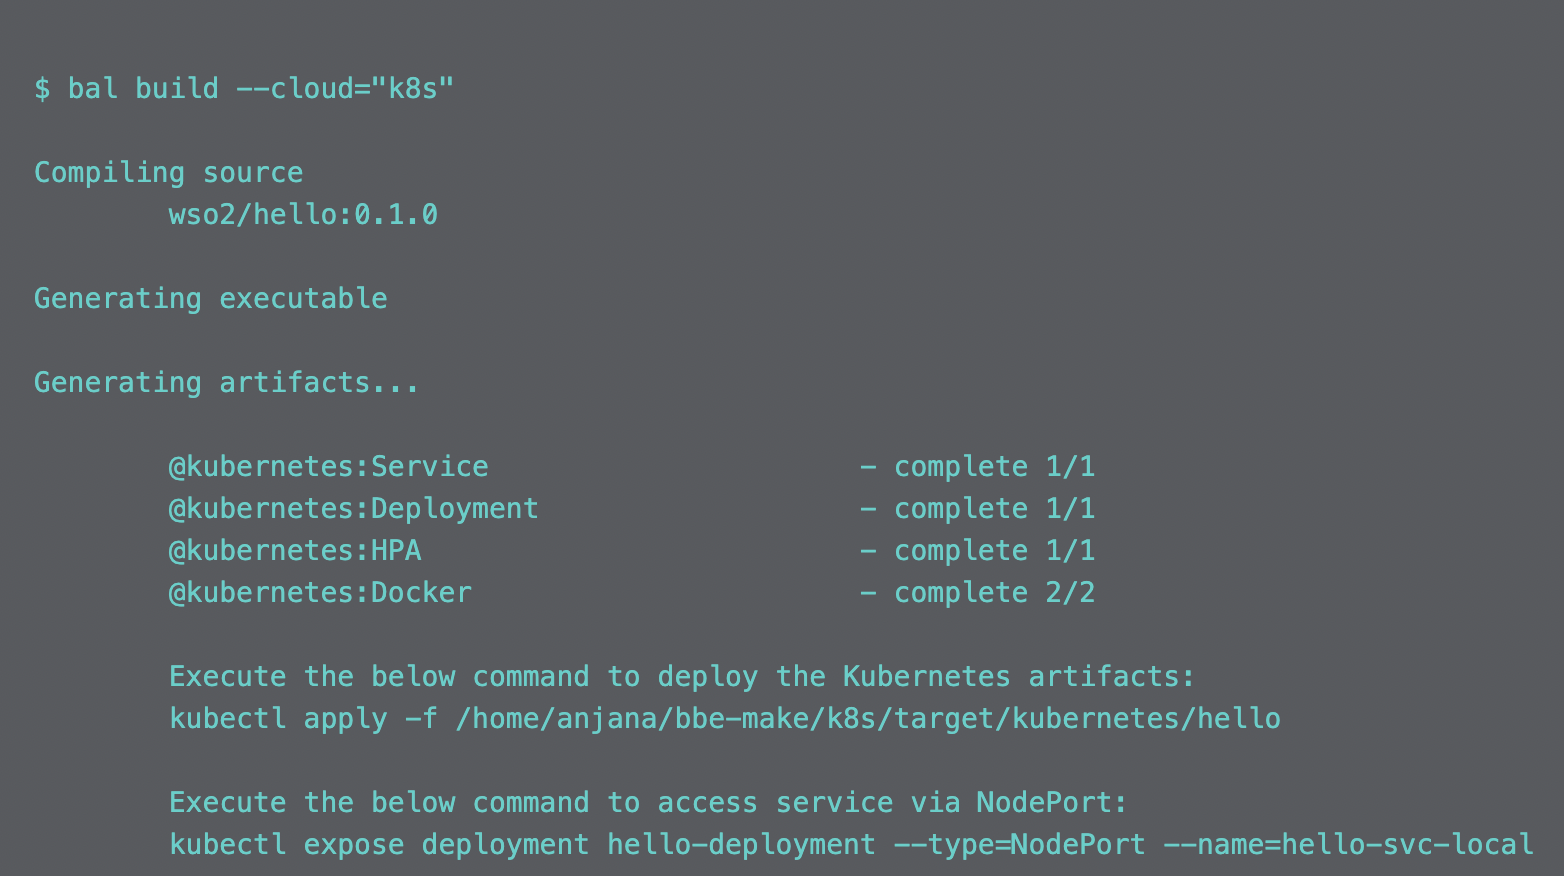 $ bal build --cloud="k8s"
Compiling source
wso2/hello:0.1.0
Generating executable
Generating artifacts...
@kubernetes:Service - complete 1/1
@kubernetes:Deployment - complete 1/1
@kubernetes:HPA - complete 1/1
@kubernetes:Docker - complete 2/2
Execute the below command to deploy the Kubernetes artifacts:
kubectl apply -f /home/anjana/bbe-make/k8s/target/kubernetes/hello
Execute the below command to access service via NodePort:
kubectl expose deployment hello-deployment --type=NodePort --name=hello-svc-local